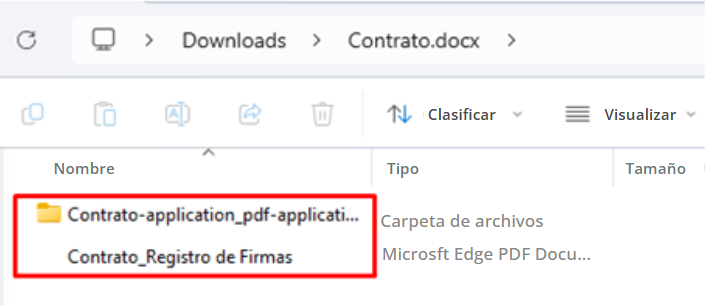 Downloads > Contrato.docx >
Clasificar Visualizar
Nombre Tipo Tamaño
Contrato-application_pdf-applicati... Carpeta de archivos
Contrato_Registro de Firmas Microsft Edge PDF Docu...